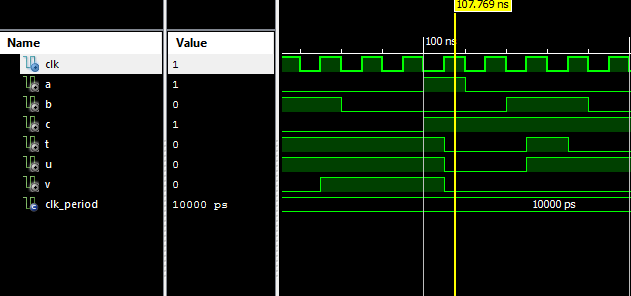 107.769 ns
Name Value 100 ns
clk 1
a 1
b 0
c 1
t 0
u 0
v 0
clk_period 10000 ps 10000 ps